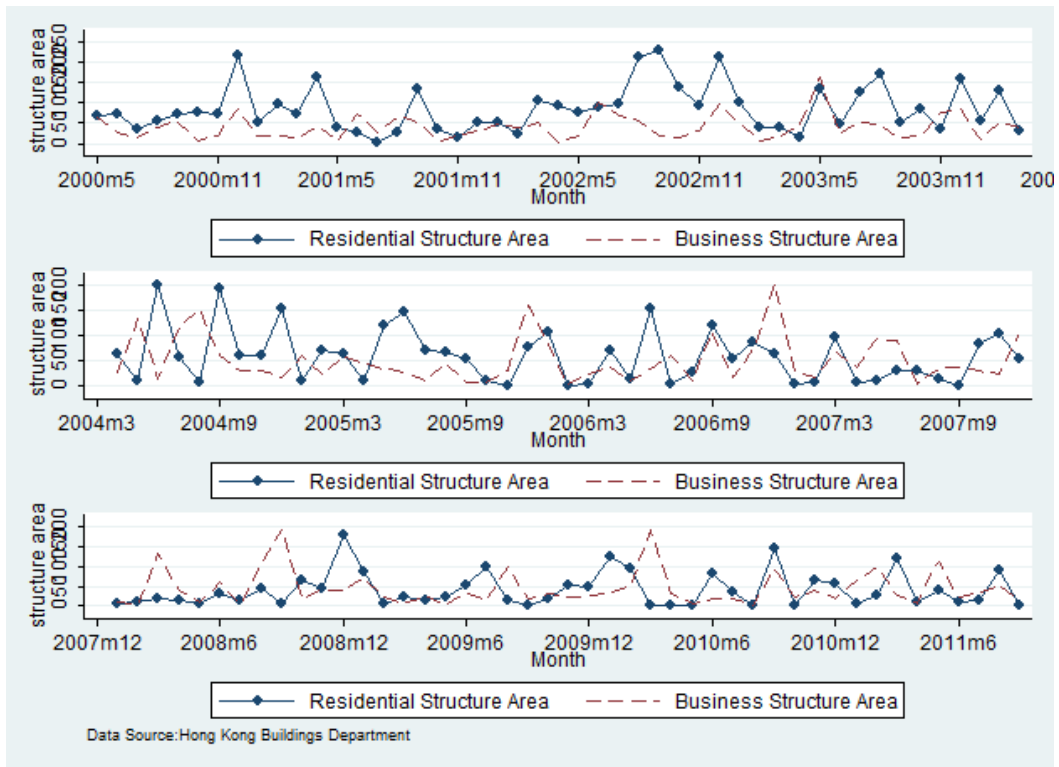 structure area
0 50 100 150 200 250
2000m5 2000m11 2001m5 2001m11 2002m5 2002m11 2003m5 2003m11 200
Month
Residential Structure Area Business Structure Area
structure area
0 50 100 150 200
2004m3 2004m9 2005m3 2005m9 2006m3 2006m9 2007m3 2007m9
Month
Residential Structure Area Business Structure Area
structure area
0 50 100 150 200
2007m12 2008m6 2008m12 2009m6 2009m12 2010m6 2010m12 2011m6
Month
Residential Structure Area Business Structure Area
Data Source:Hong Kong Buildings Department